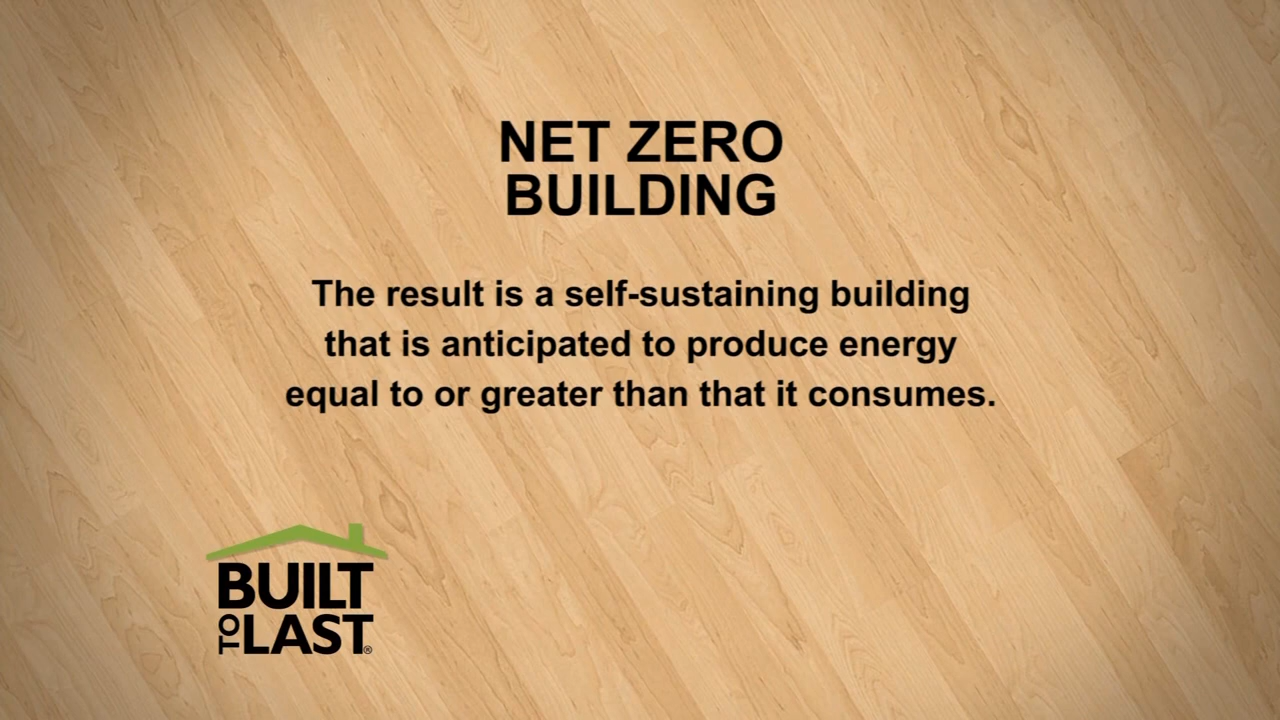 NET ZERO
BUILDING
The result is a self-sustaining building
that is anticipated to produce energy
equal to or greater than that it consumes.
BUILT
TO LAST®